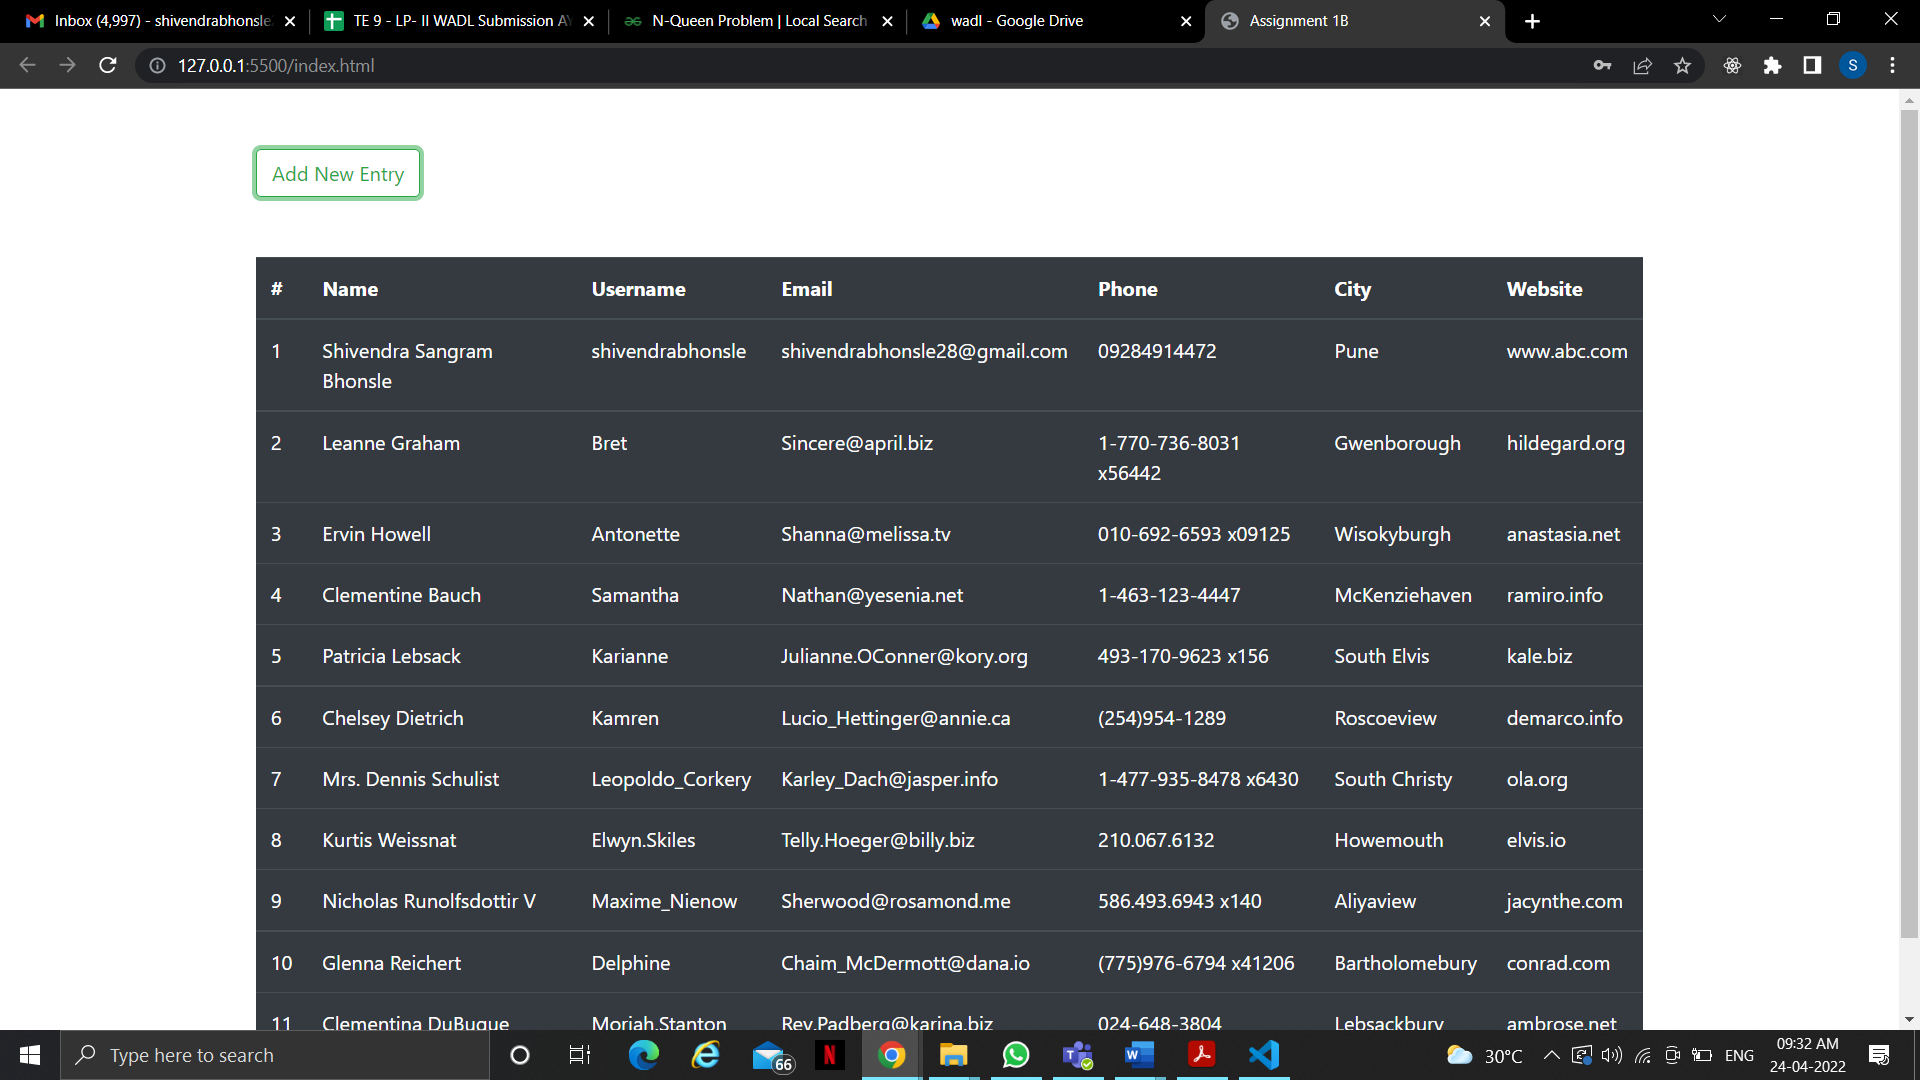 Inbox (4,997) - shivendrabhonsle
TE 9 - LP- II WADL Submission AY
N-Queen Problem | Local Search
wadl - Google Drive
Assignment 1B
127.0.0.1:5500/index.html
S
Add New Entry
# Name Username Email Phone City Website
1 Shivendra Sangram Bhonsle shivendrabhonsle shivendrabhonsle28@gmail.com 09284914472 Pune www.abc.com
2 Leanne Graham Bret Sincere@april.biz 1-770-736-8031 x56442 Gwenborough hildegard.org
3 Ervin Howell Antonette Shanna@melissa.tv 010-692-6593 x09125 Wisokyburgh anastasia.net
4 Clementine Bauch Samantha Nathan@yesenia.net 1-463-123-4447 McKenziehaven ramiro.info
5 Patricia Lebsack Karianne Julianne.OConner@kory.org 493-170-9623 x156 South Elvis kale.biz
6 Chelsey Dietrich Kamren Lucio_Hettinger@annie.ca (254)954-1289 Roscoeview demarco.info
7 Mrs. Dennis Schulist Leopoldo_Corkery Karley_Dach@jasper.info 1-477-935-8478 x6430 South Christy ola.org
8 Kurtis Weissnat Elwyn.Skiles Telly.Hoeger@billy.biz 210.067.6132 Howemouth elvis.io
9 Nicholas Runolfsdottir V Maxime_Nienow Sherwood@rosamond.me 586.493.6943 x140 Aliyaview jacynthe.com
10 Glenna Reichert Delphine Chaim_McDermott@dana.io (775)976-6794 x41206 Bartholomebury conrad.com
11 Clementina DuBuque Moriah.Stanton Rey.Padberg@karina.biz 024-648-3804 Lebsackbury ambrose.net
Type here to search
66
30°C
ENG
09:32 AM
24-04-2022